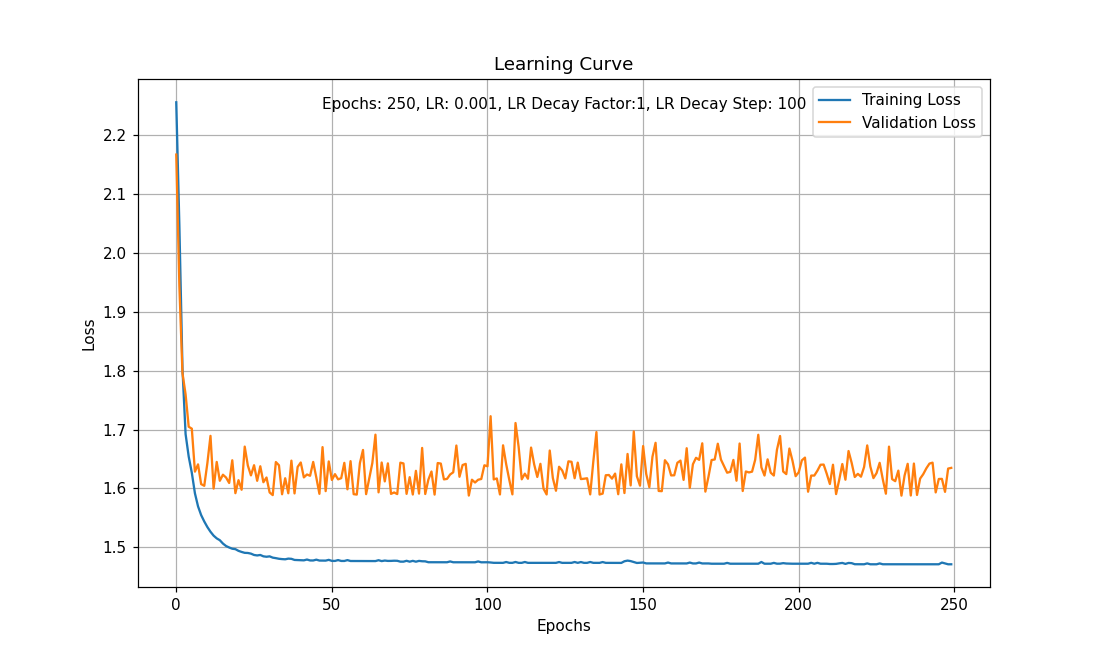 Learning Curve
Epochs: 250, LR: 0.001, LR Decay Factor:1, LR Decay Step: 100
Training Loss
Validation Loss
2.2
2.1
2.0
1.9
1.8
1.7
1.6
1.5
Loss
0 50 100 150 200 250
Epochs